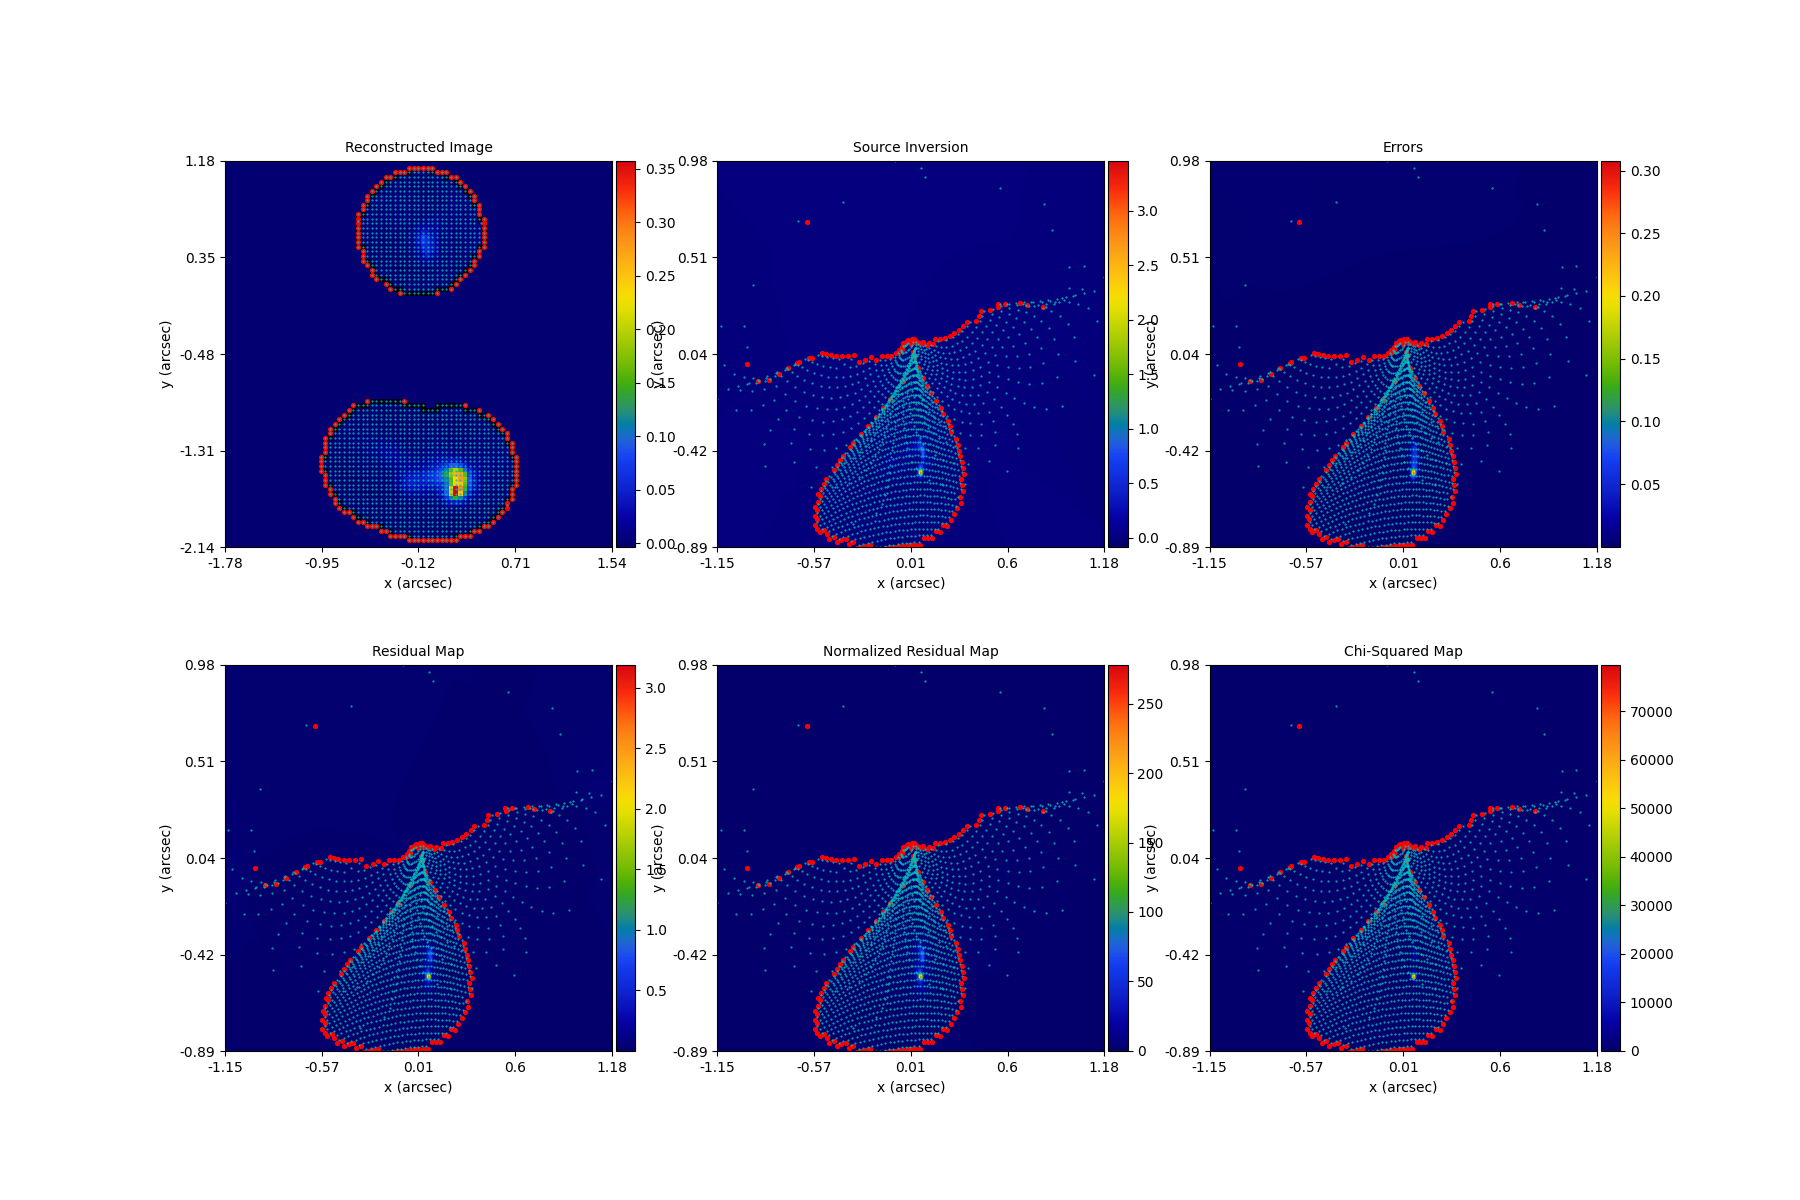 Reconstructed Image
1.18
0.35
-0.48
-1.31
-2.14
-1.78 -0.95 -0.12 0.71 1.54
x (arcsec)
y (arcsec)
0.35
0.30
0.25
0.20
0.15
0.10
0.05
0.00
Source Inversion
0.98
0.51
0.04
-0.42
-0.89
-1.15 -0.57 0.01 0.6 1.18
x (arcsec)
y (arcsec)
3.0
2.5
2.0
1.5
1.0
0.5
0.0
Errors
0.98
0.51
0.04
-0.42
-0.89
-1.15 -0.57 0.01 0.6 1.18
x (arcsec)
y (arcsec)
0.30
0.25
0.20
0.15
0.10
0.05
Residual Map
0.98
0.51
0.04
-0.42
-0.89
-1.15 -0.57 0.01 0.6 1.18
x (arcsec)
y (arcsec)
3.0
2.5
2.0
1.5
1.0
0.5
Normalized Residual Map
0.98
0.51
0.04
-0.42
-0.89
-1.15 -0.57 0.01 0.6 1.18
x (arcsec)
y (arcsec)
250
200
150
100
50
0
Chi-Squared Map
0.98
0.51
0.04
-0.42
-0.89
-1.15 -0.57 0.01 0.6 1.18
x (arcsec)
y (arcsec)
70000
60000
50000
40000
30000
20000
10000
0